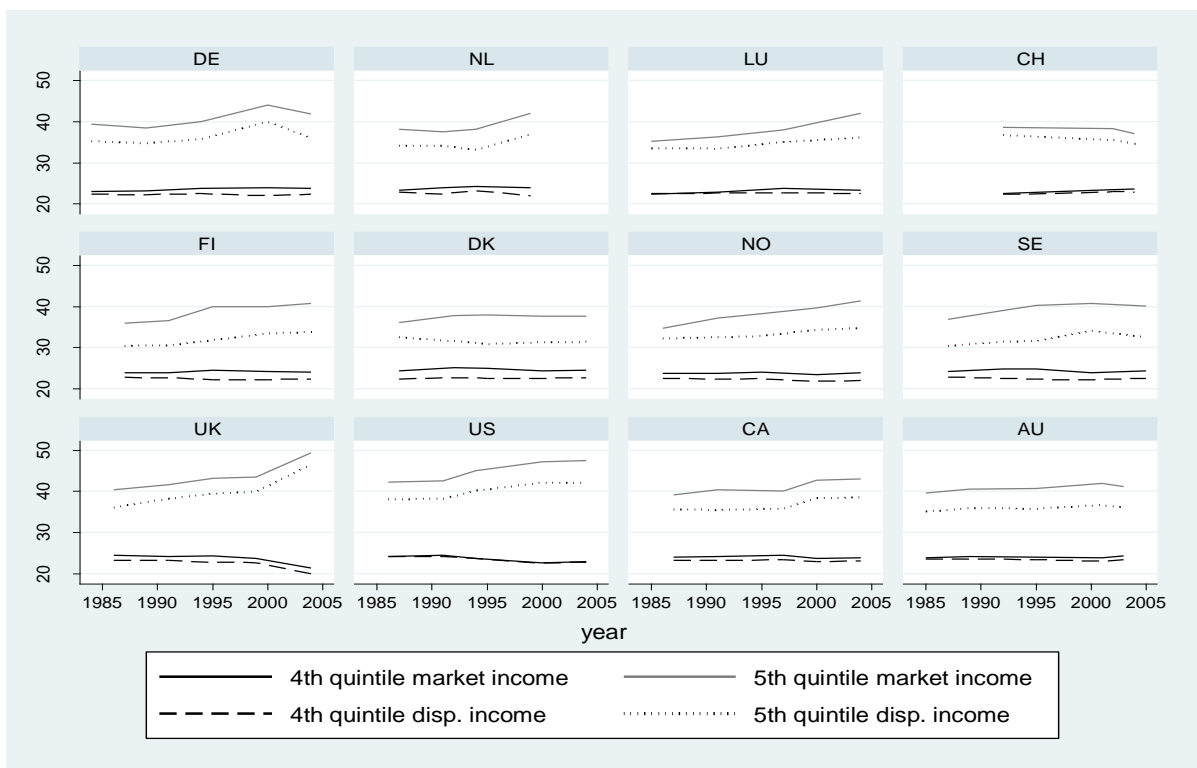 DE NL LU CH
50
40
30
20
FI DK NO SE
50
40
30
20
UK US CA AU
50
40
30
20
1985 1990 1995 2000 2005 1985 1990 1995 2000 2005 1985 1990 1995 2000 2005 1985 1990 1995 2000 2005
year
4th quintile market income 5th quintile market income
4th quintile disp. income 5th quintile disp. income